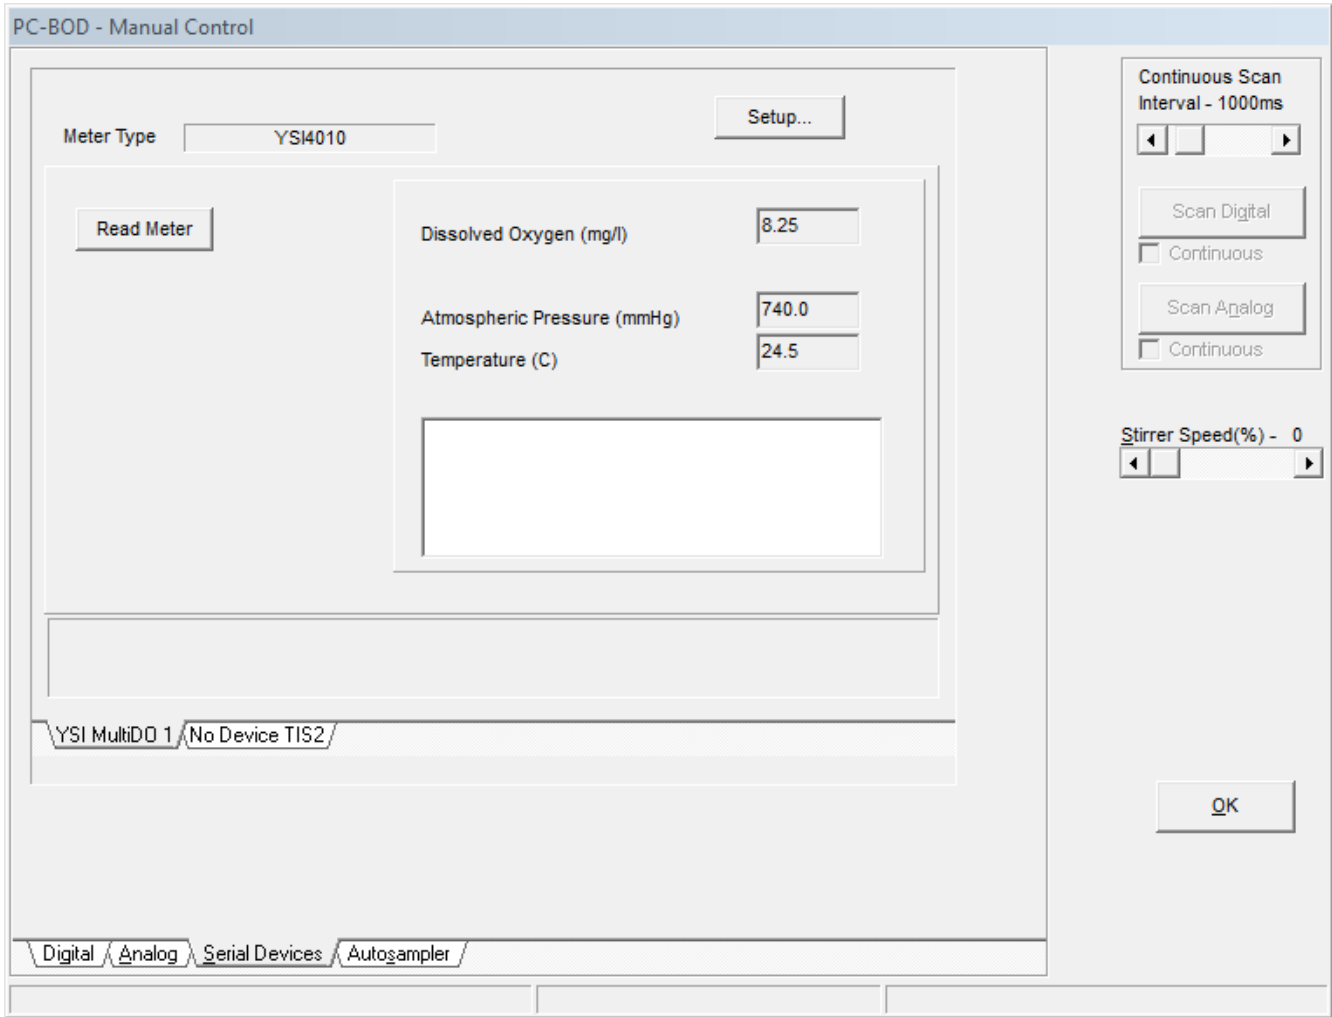 PC-BOD - Manual Control
Continuous Scan
Interval - 1000ms
Setup...
Meter Type YSI4010
Read Meter
Dissolved Oxygen (mg/l) 8.25
Scan Digital
Continuous
Atmospheric Pressure (mmHg) 740.0
Scan Analog
Temperature (C) 24.5
Continuous
Stirrer Speed(%) - 0
YSI MultiDO 1 No Device TIS2
OK
Digital Analog Serial Devices Autosampler